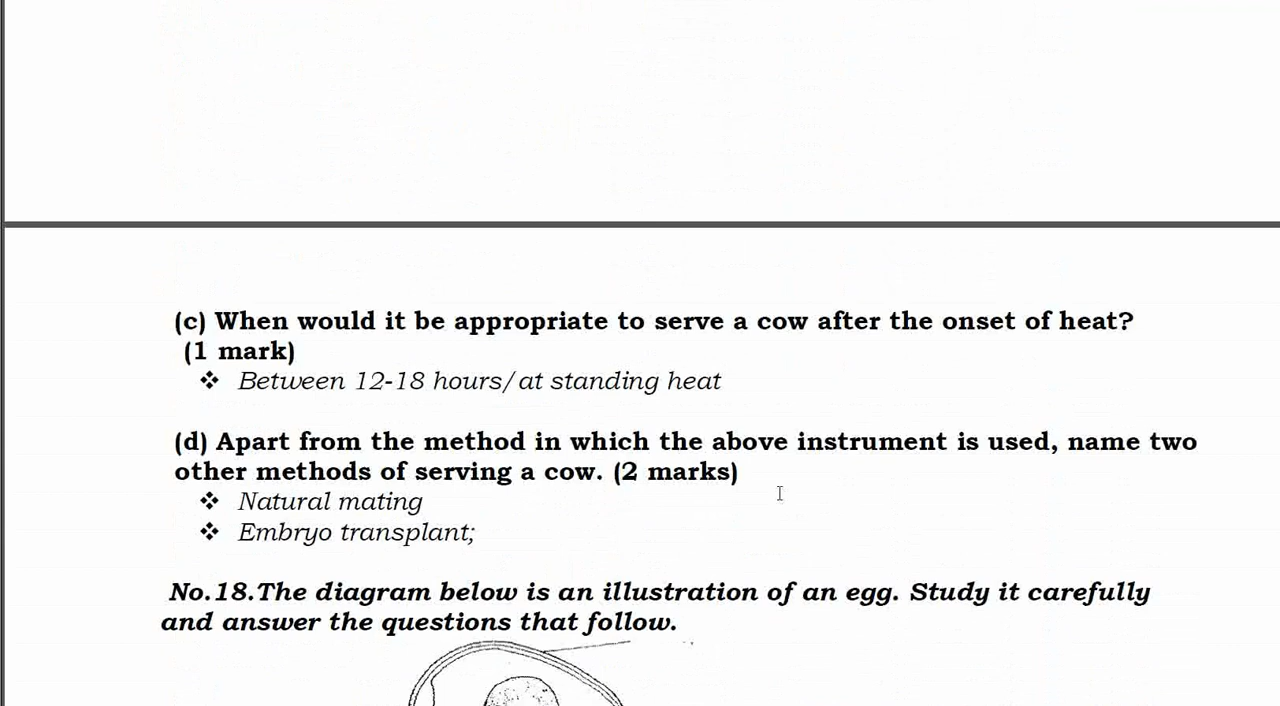 (c) When would it be appropriate to serve a cow after the onset of heat?
(1 mark)
❖ Between 12-18 hours/at standing heat
(d) Apart from the method in which the above instrument is used, name two
other methods of serving a cow. (2 marks)
❖ Natural mating
❖ Embryo transplant;
No.18.The diagram below is an illustration of an egg. Study it carefully
and answer the questions that follow.